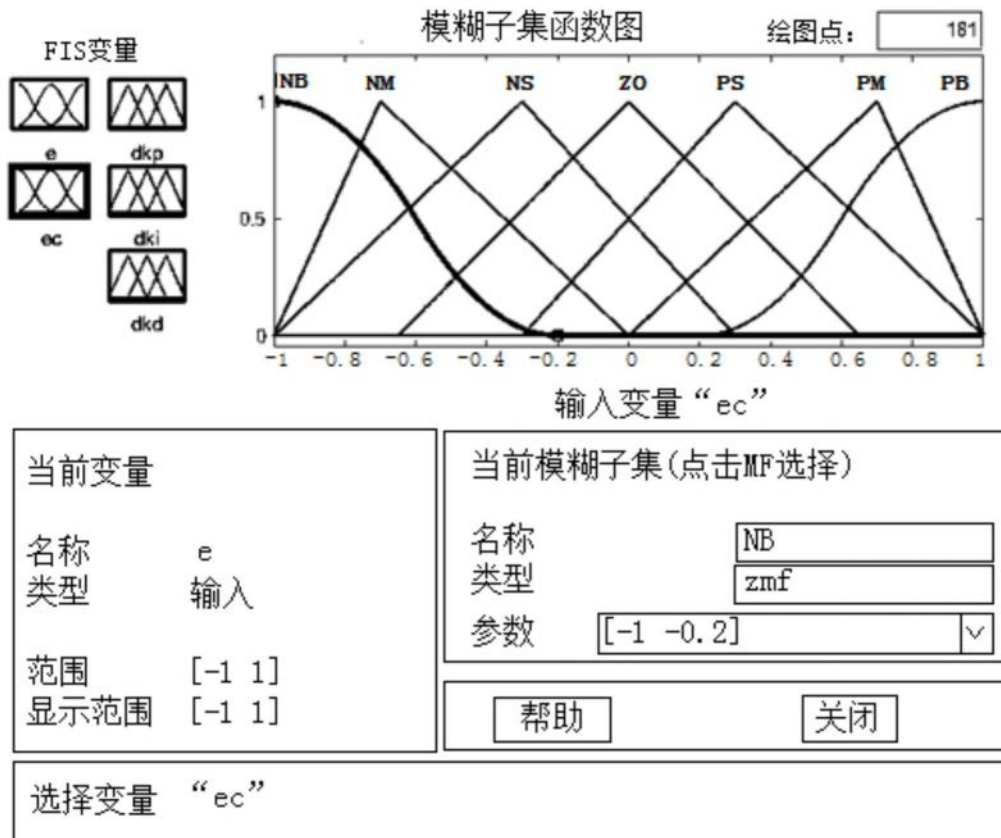 模糊子集函数图
绘图点: 181
FIS变量
e dkp
ec dki
dkd
NB NM NS ZO PS PM PB
1
0.5
0
-1 -0.8 -0.6 -0.4 -0.2 0 0.2 0.4 0.6 0.8 1
输入变量“ec”
当前变量
名称 e
类型 输入
范围 [-1 1]
显示范围 [-1 1]
当前模糊子集(点击MF选择)
名称 NB
类型 zmf
参数 [-1 -0.2]
帮助 关闭
选择变量 “ec”